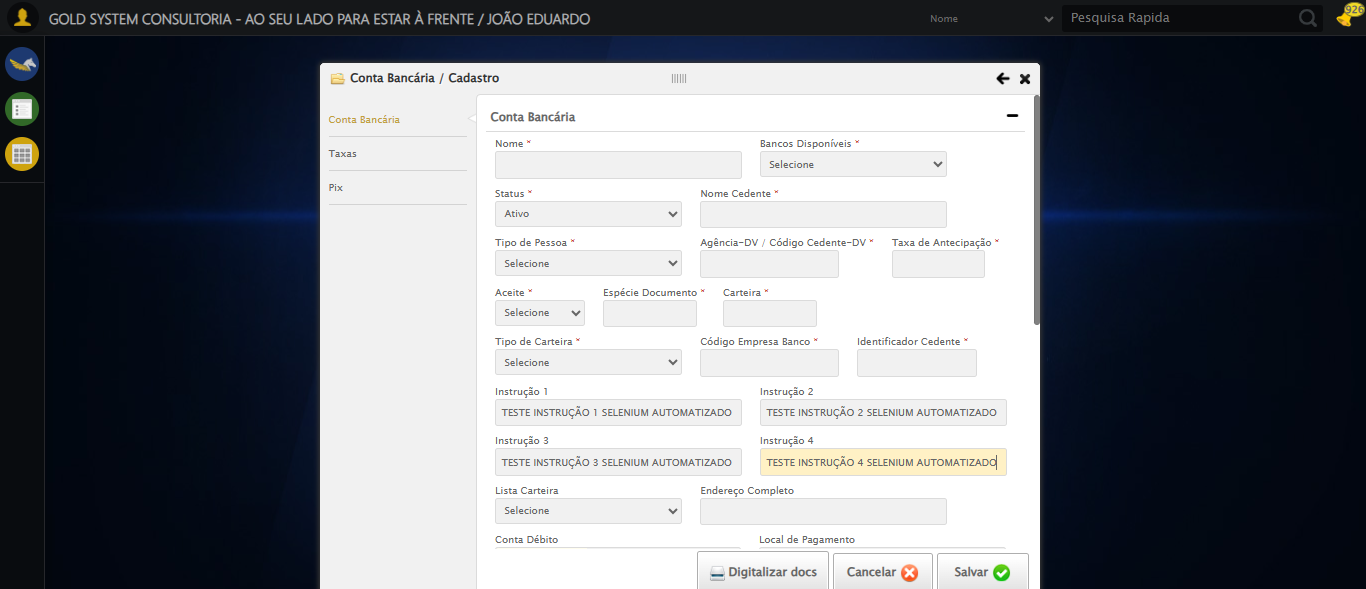 GOLD SYSTEM CONSULTORIA - AO SEU LADO PARA ESTAR À FRENTE / JOÃO EDUARDO
Nome
Pesquisa Rapida
926
Conta Bancária / Cadastro
Conta Bancária
Taxas
Pix
Conta Bancária
Nome *
Bancos Disponíveis *
Selecione
Status *
Nome Cedente *
Ativo
Tipo de Pessoa *
Agência-DV / Código Cedente-DV *
Taxa de Antecipação *
Selecione
Aceite *
Espécie Documento *
Carteira *
Selecione
Tipo de Carteira *
Código Empresa Banco *
Identificador Cedente *
Selecione
Instrução 1
Instrução 2
TESTE INSTRUÇÃO 1 SELENIUM AUTOMATIZADO
TESTE INSTRUÇÃO 2 SELENIUM AUTOMATIZADO
Instrução 3
Instrução 4
TESTE INSTRUÇÃO 3 SELENIUM AUTOMATIZADO
TESTE INSTRUÇÃO 4 SELENIUM AUTOMATIZADO
Lista Carteira
Endereço Completo
Selecione
Conta Débito
Local de Pagamento
Digitalizar docs
Cancelar
Salvar